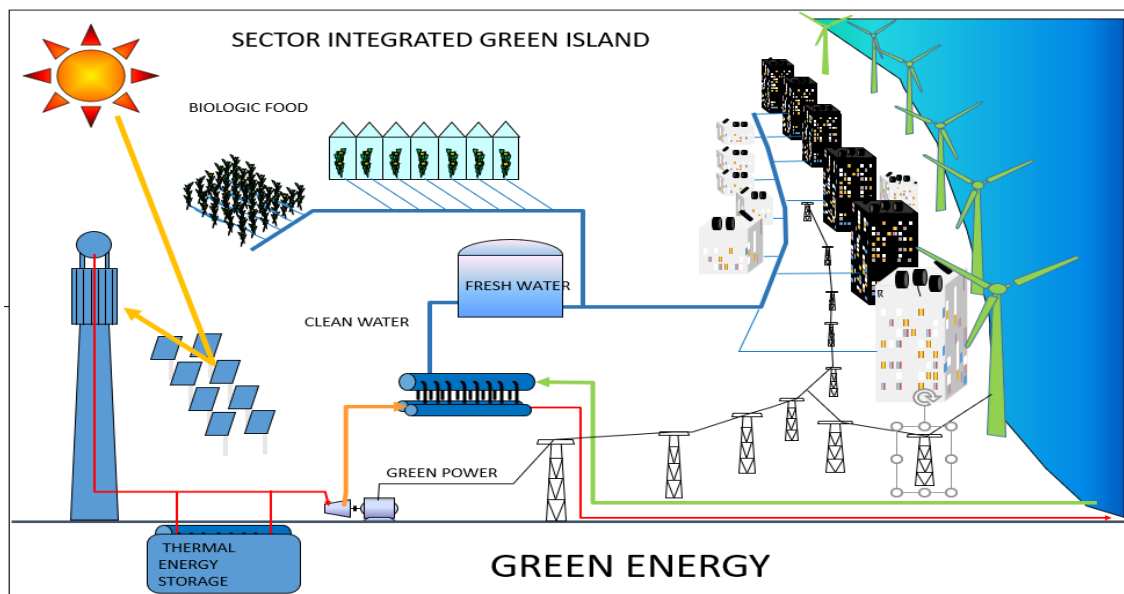 SECTOR INTEGRATED GREEN ISLAND
BIOLOGIC FOOD
FRESH WATER
CLEAN WATER
R
GREEN POWER
THERMAL
ENERGY
STORAGE
GREEN ENERGY